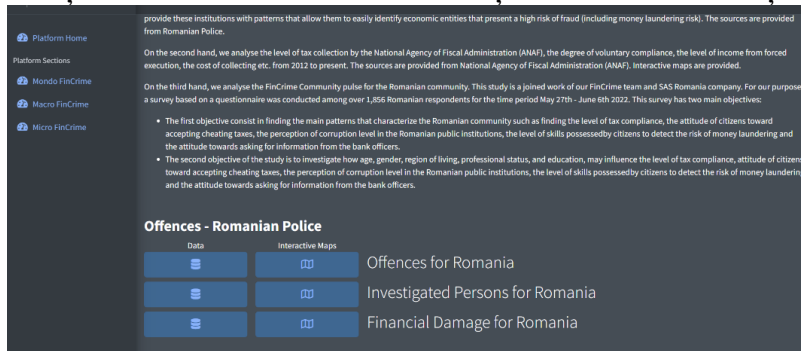 provide these institutions with patterns that allow them to easily identify economic entities that present a high risk of fraud (including money laundering risk). The sources are provided
from Romanian Police.
Platform Home
On the second hand, we analyse the level of tax collection by the National Agency of Fiscal Administration (ANAF), the degree of voluntary compliance, the level of income from forced
execution, the cost of collecting etc. from 2012 to present. The sources are provided from National Agency of Fiscal Administration (ANAF). Interactive maps are provided.
Platform Sections
Mondo FinCrime
On the third hand, we analyse the FinCrime Community pulse for the Romanian community. This study is a joined work of our FinCrime team and SAS Romania company. For our purpose
a survey based on a questionnaire was conducted among over 1,856 Romanian respondents for the time period May 27th - June 6th 2022. This survey has two main objectives:
Macro FinCrime
Micro FinCrime
• The first objective consist in finding the main patterns that characterize the Romanian community such as finding the level of tax compliance, the attitude of citizens toward
accepting cheating taxes, the perception of corruption level in the Romanian public institutions, the level of skills possessedby citizens to detect the risk of money laundering and
the attitude towards asking for information from the bank officers.
• The second objective of the study is to investigate how age, gender, region of living, professional status, and education, may influence the level of tax compliance, attitude of citizens
toward accepting cheating taxes, the perception of corruption level in the Romanian public institutions, the level of skills possessedby citizens to detect the risk of money laundering
and the attitude towards asking for information from the bank officers.
Offences - Romanian Police
Data Interactive Maps
Offences for Romania
Investigated Persons for Romania
Financial Damage for Romania